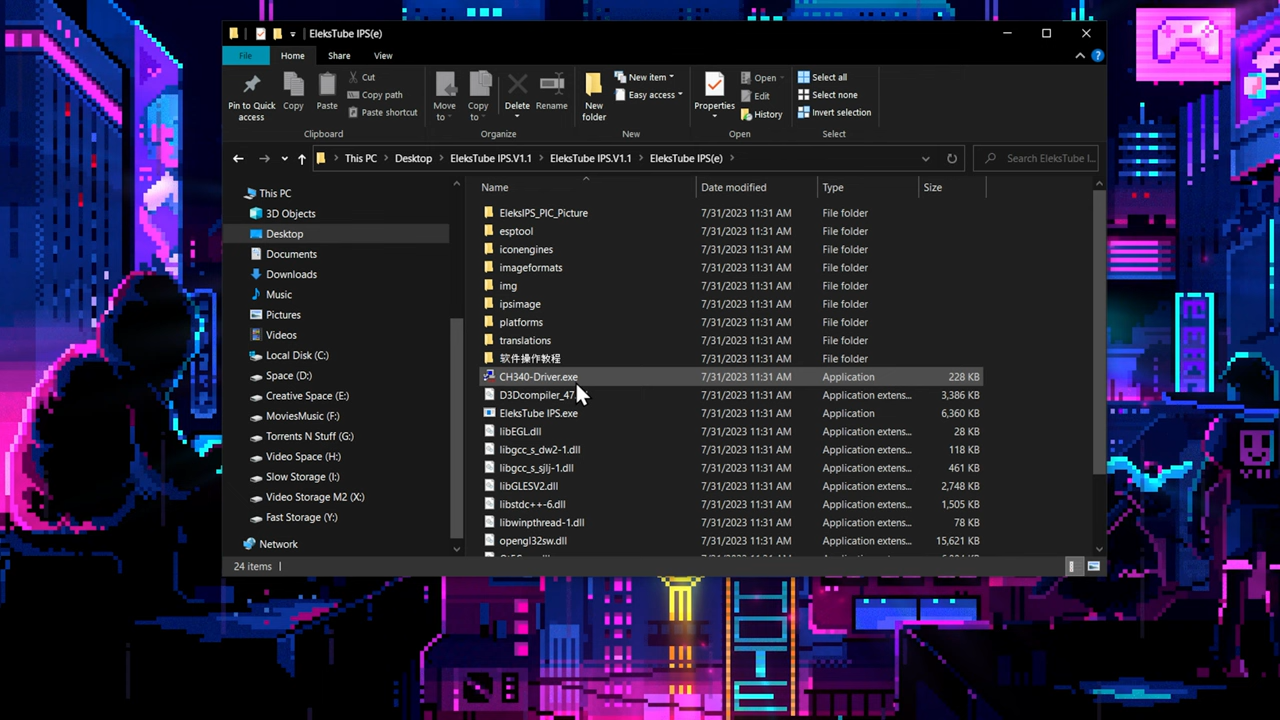 EleksTube IPS(e)
File Home Share View
Pin to Quick access
Copy
Paste
Cut
Copy path
Paste shortcut
Clipboard
Move to
Copy to
Delete
Rename
Organize
New folder
New item
Easy access
New
Properties
Open
Edit
History
Open
Select all
Select none
Invert selection
Select
This PC > Desktop > EleksTube IPS.V1.1 > EleksTube IPS.V1.1 > EleksTube IPS(e) >
Search EleksTube I...
This PC
3D Objects
Desktop
Documents
Downloads
Music
Pictures
Videos
Local Disk (C:)
Space (D:)
Creative Space (E:)
MoviesMusic (F:)
Torrents N Stuff (G:)
Video Space (H:)
Slow Storage (I:)
Video Storage M2 (X:)
Fast Storage (Y:)
Network
Name Date modified Type Size
EleksIPS_PIC_Picture 7/31/2023 11:31 AM File folder
esptool 7/31/2023 11:31 AM File folder
iconengines 7/31/2023 11:31 AM File folder
imageformats 7/31/2023 11:31 AM File folder
img 7/31/2023 11:31 AM File folder
ipsimage 7/31/2023 11:31 AM File folder
platforms 7/31/2023 11:31 AM File folder
translations 7/31/2023 11:31 AM File folder
软件操作教程 7/31/2023 11:31 AM File folder
CH340-Driver.exe 7/31/2023 11:31 AM Application 228 KB
D3Dcompiler_47 7/31/2023 11:31 AM Application extens... 3,386 KB
EleksTube IPS.exe 7/31/2023 11:31 AM Application 6,360 KB
libEGL.dll 7/31/2023 11:31 AM Application extens... 28 KB
libgcc_s_dw2-1.dll 7/31/2023 11:31 AM Application extens... 118 KB
libgcc_s_sjlj-1.dll 7/31/2023 11:31 AM Application extens... 461 KB
libGLESV2.dll 7/31/2023 11:31 AM Application extens... 2,748 KB
libstdc++-6.dll 7/31/2023 11:31 AM Application extens... 1,505 KB
libwinpthread-1.dll 7/31/2023 11:31 AM Application extens... 78 KB
opengl32sw.dll 7/31/2023 11:31 AM Application extens... 15,621 KB
24 items
HOTE